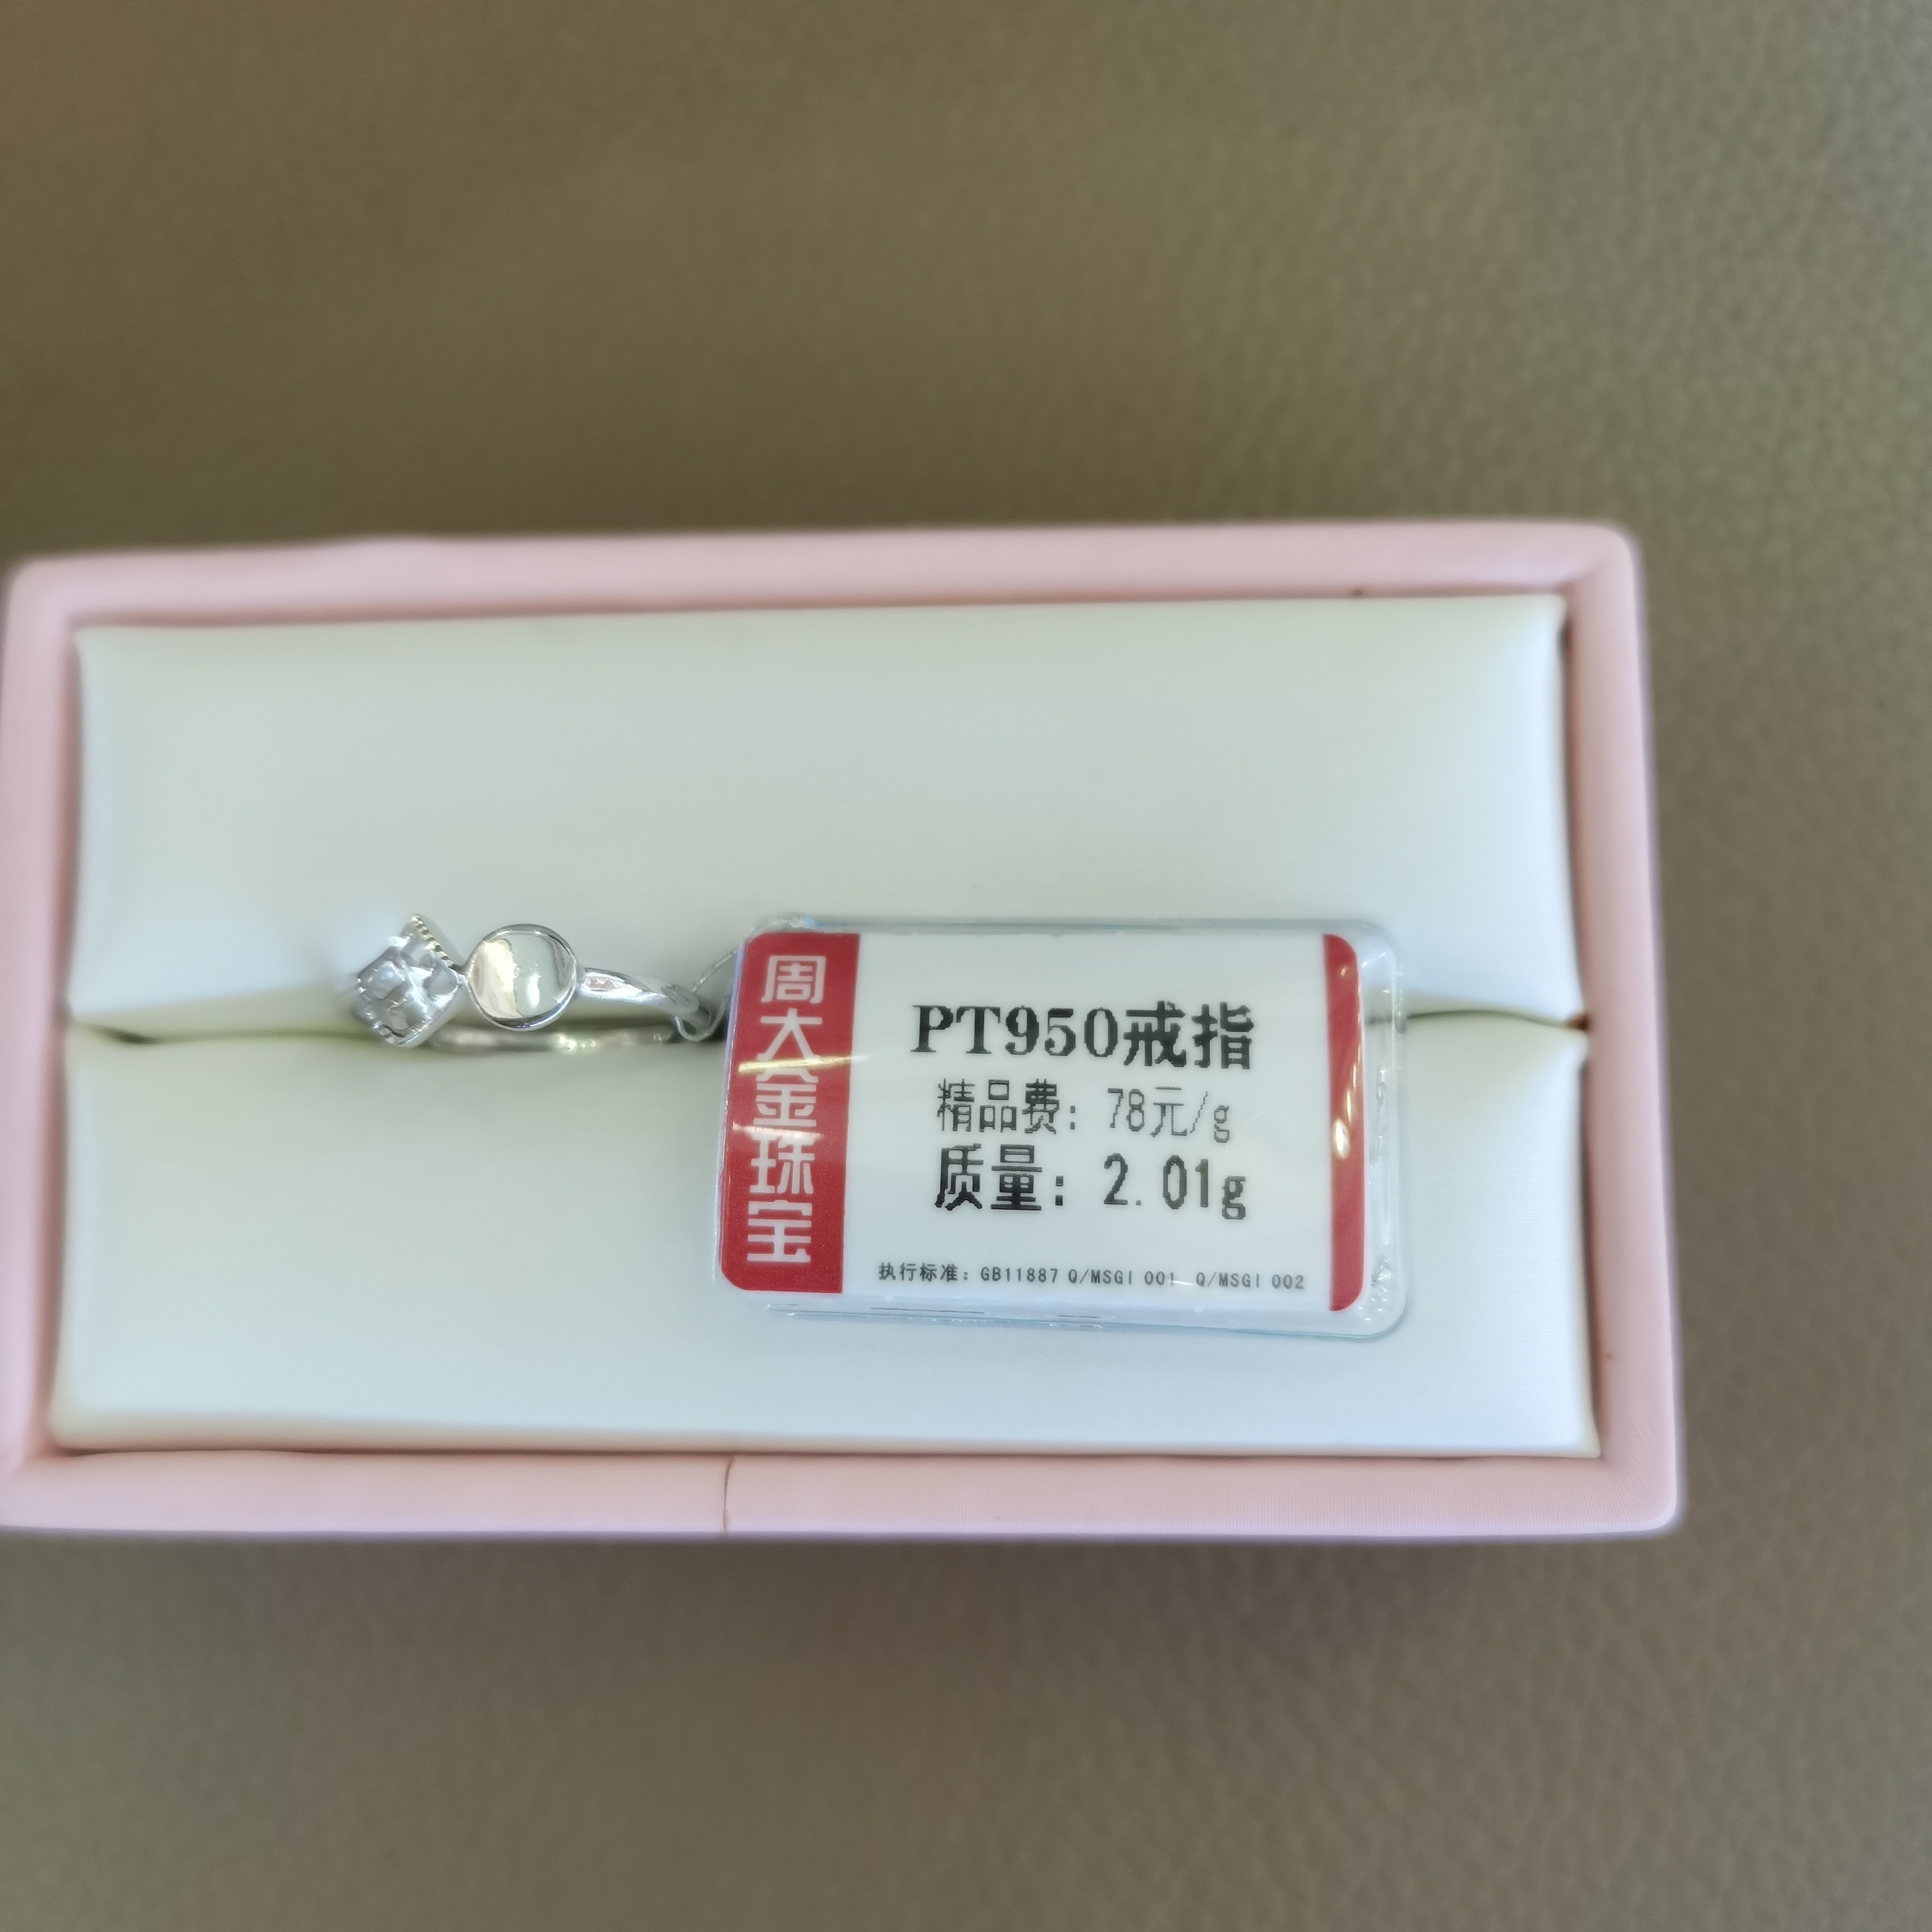 周大金珠宝
PT950戒指
精品费: 78元/g
质量: 2.01g
执行标准: GB11887 Q/MSGI 001 Q/MSGI 002